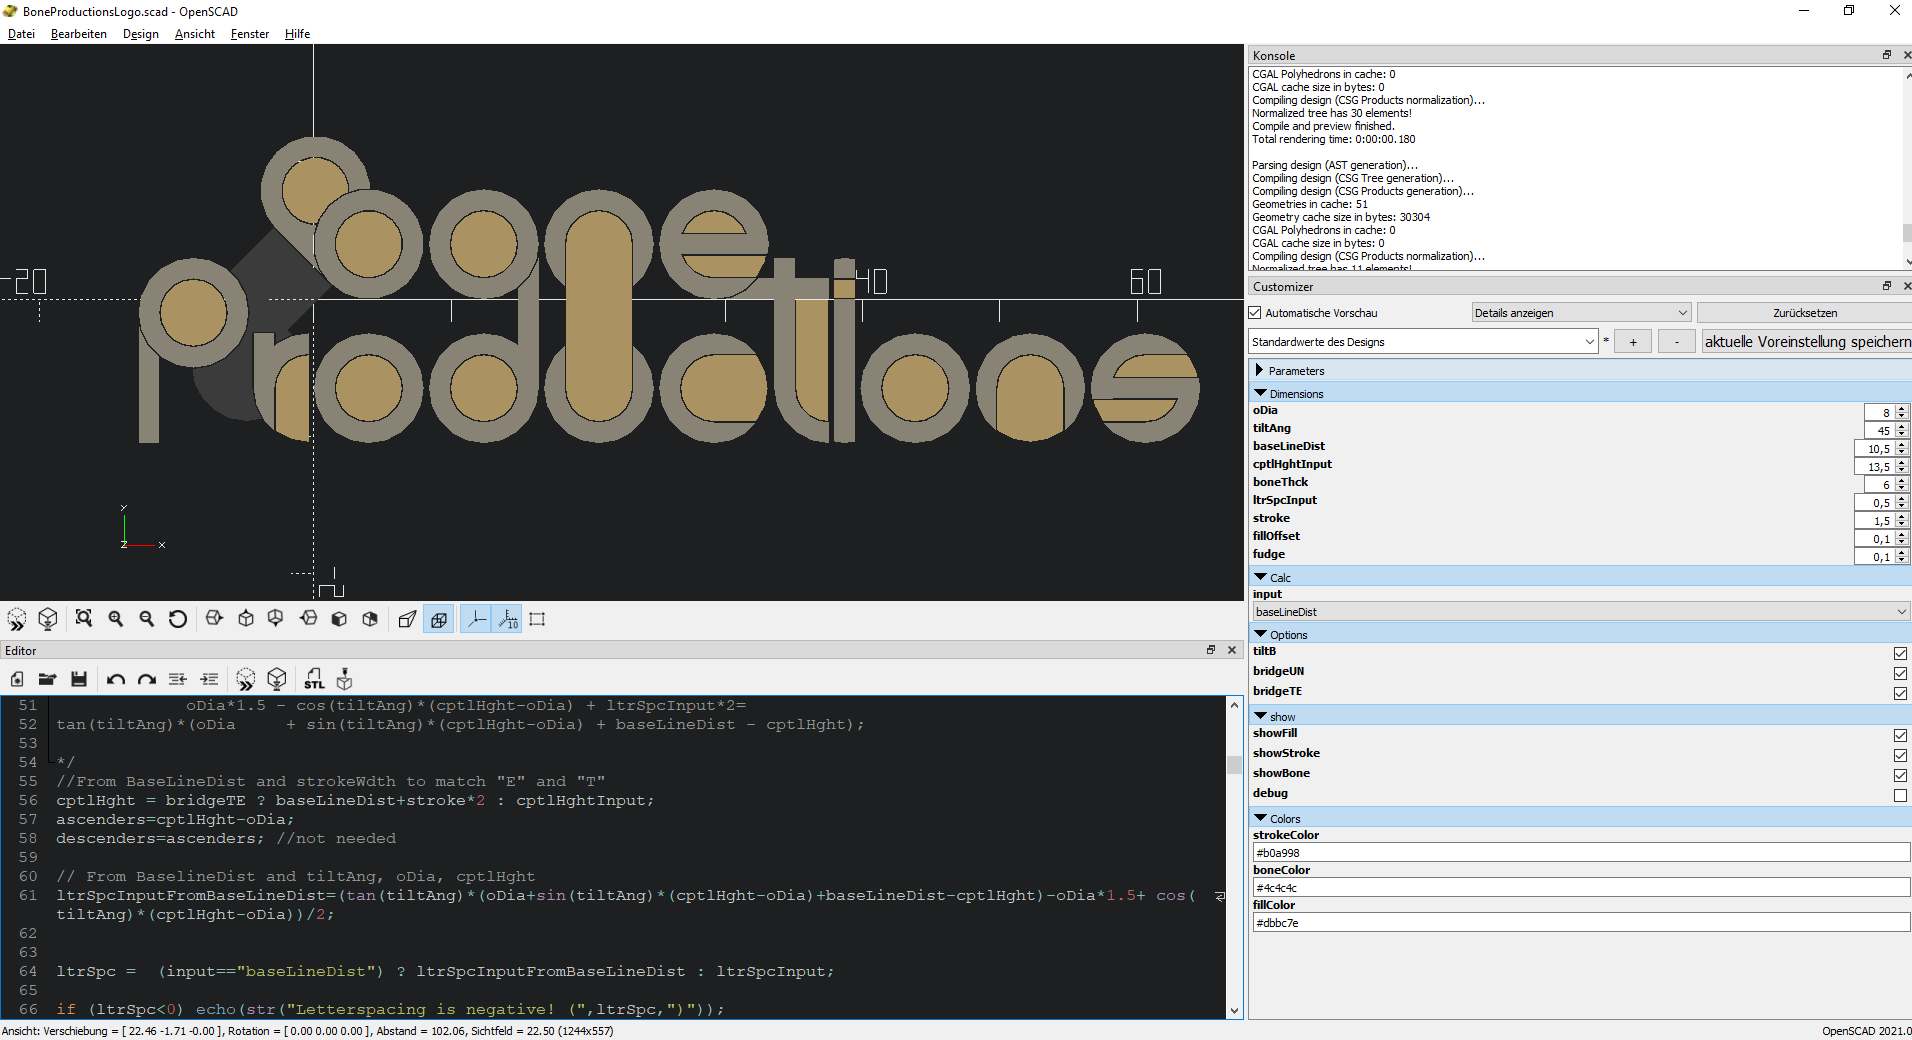 BoneProductionsLogo.scad - OpenSCAD
Datei Bearbeiten Design Ansicht Fenster Hilfe
-20 40 60
Bone
Productions
Y
Z X
Editor
51 oDia*1.5 - cos(tiltAng)*(cptlHght-oDia) + ltrSpcInput*2=
52 tan(tiltAng)*(oDia + sin(tiltAng)*(cptlHght-oDia) + baseLineDist - cptlHght);
53
54 */
55 //From BaseLineDist and strokeWdth to match "E" and "T"
56 cptlHght = bridgeTE ? baseLineDist+stroke*2 : cptlHghtInput;
57 ascenders=cptlHght-oDia;
58 descenders=ascenders; //not needed
59
60 // From BaselineDist and tiltAng, oDia, cptlHght
61 ltrSpcInputFromBaseLineDist=(tan(tiltAng)*(oDia+sin(tiltAng)*(cptlHght-oDia)+baseLineDist-cptlHght)-oDia*1.5+ cos(
tiltAng)*(cptlHght-oDia))/2;
62
63
64 ltrSpc = (input=="baseLineDist") ? ltrSpcInputFromBaseLineDist : ltrSpcInput;
65
66 if (ltrSpc<0) echo(str("Letterspacing is negative! (",ltrSpc,")"));
Ansicht: Verschiebung = [ 22.46 -1.71 -0.00 ], Rotation = [ 0.00 0.00 0.00 ], Abstand = 102.06, Sichtfeld = 22.50 (1244x557)
Konsole
CGAL Polyhedrons in cache: 0
CGAL cache size in bytes: 0
Compiling design (CSG Products normalization)...
Normalized tree has 30 elements!
Compile and preview finished.
Total rendering time: 0:00:00.180
Parsing design (AST generation)...
Compiling design (CSG Tree generation)...
Compiling design (CSG Products generation)...
Geometries in cache: 51
Geometry cache size in bytes: 30304
CGAL Polyhedrons in cache: 0
CGAL cache size in bytes: 0
Compiling design (CSG Products normalization)...
Normalized tree has 11 elements!
Customizer
Automatische Vorschau Details anzeigen Zurücksetzen
Standardwerte des Designs * + - aktuelle Voreinstellung speichern
Parameters
Dimensions
oDia 8
tiltAng 45
baseLineDist 10,5
cptlHghtInput 13,5
boneThck 6
ltrSpcInput 0,5
stroke 1,5
fillOffset 0,1
fudge 0,1
Calc
input
baseLineDist
Options
tiltB
bridgeUN
bridgeTE
show
showFill
showStroke
showBone
debug
Colors
strokeColor
#b0a998
boneColor
#4c4c4c
fillColor
#dbbc7e
OpenSCAD 2021.0
STL
10